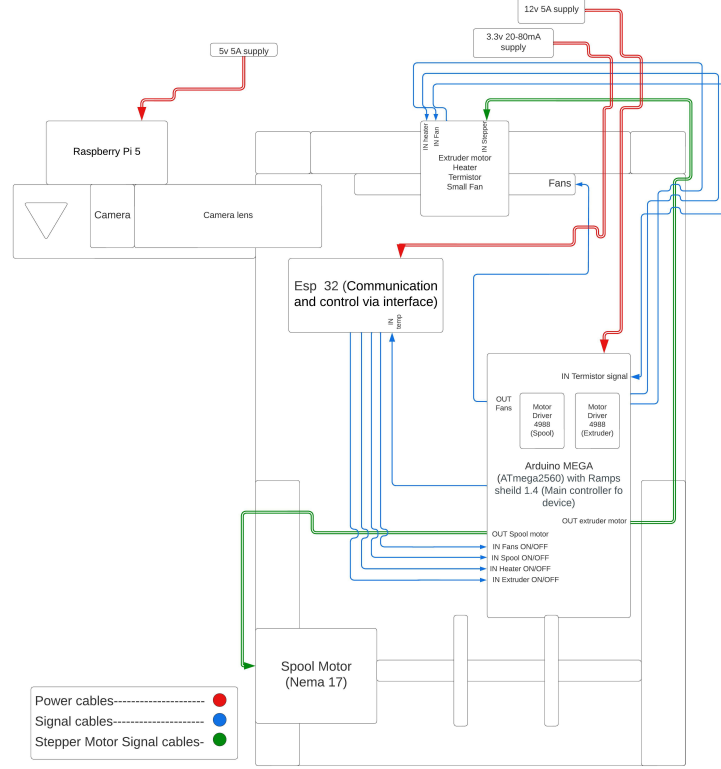 12v 5A supply
3.3v 20-80mA
supply
5v 5A supply
Raspberry Pi 5
IN heater
IN Fan
IN Stepper
Extruder motor
Heater
Termistor
Small Fan
Fans
Camera
Camera lens
Esp 32 (Communication
and control via interface)
IN
temp
IN Termistor signal
OUT
Fans
Motor
Driver
4988
(Spool)
Motor
Driver
4988
(Extruder)
Arduino MEGA
(ATmega2560) with Ramps
sheild 1.4 (Main controller fo
device)
OUT extruder motor
OUT Spool motor
IN Fans ON/OFF
IN Spool ON/OFF
IN Heater ON/OFF
IN Extruder ON/OFF
Spool Motor
(Nema 17)
Power cables---------------------
Signal cables---------------------
Stepper Motor Signal cables-